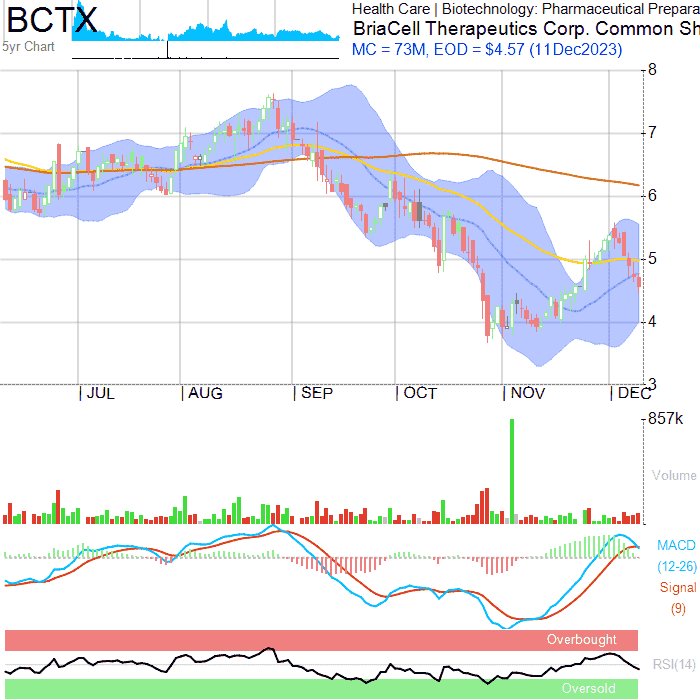 BCTX
5yr Chart
Health Care | Biotechnology: Pharmaceutical Prepara
BriaCell Therapeutics Corp. Common Sh
MC = 73M, EOD = $4.57 (11Dec2023)
8
7
6
5
4
3
| JUL | AUG | SEP | OCT | NOV | DEC
857k
Volume
MACD
(12-26)
Signal
(9)
Overbought
RSI(14)
Oversold